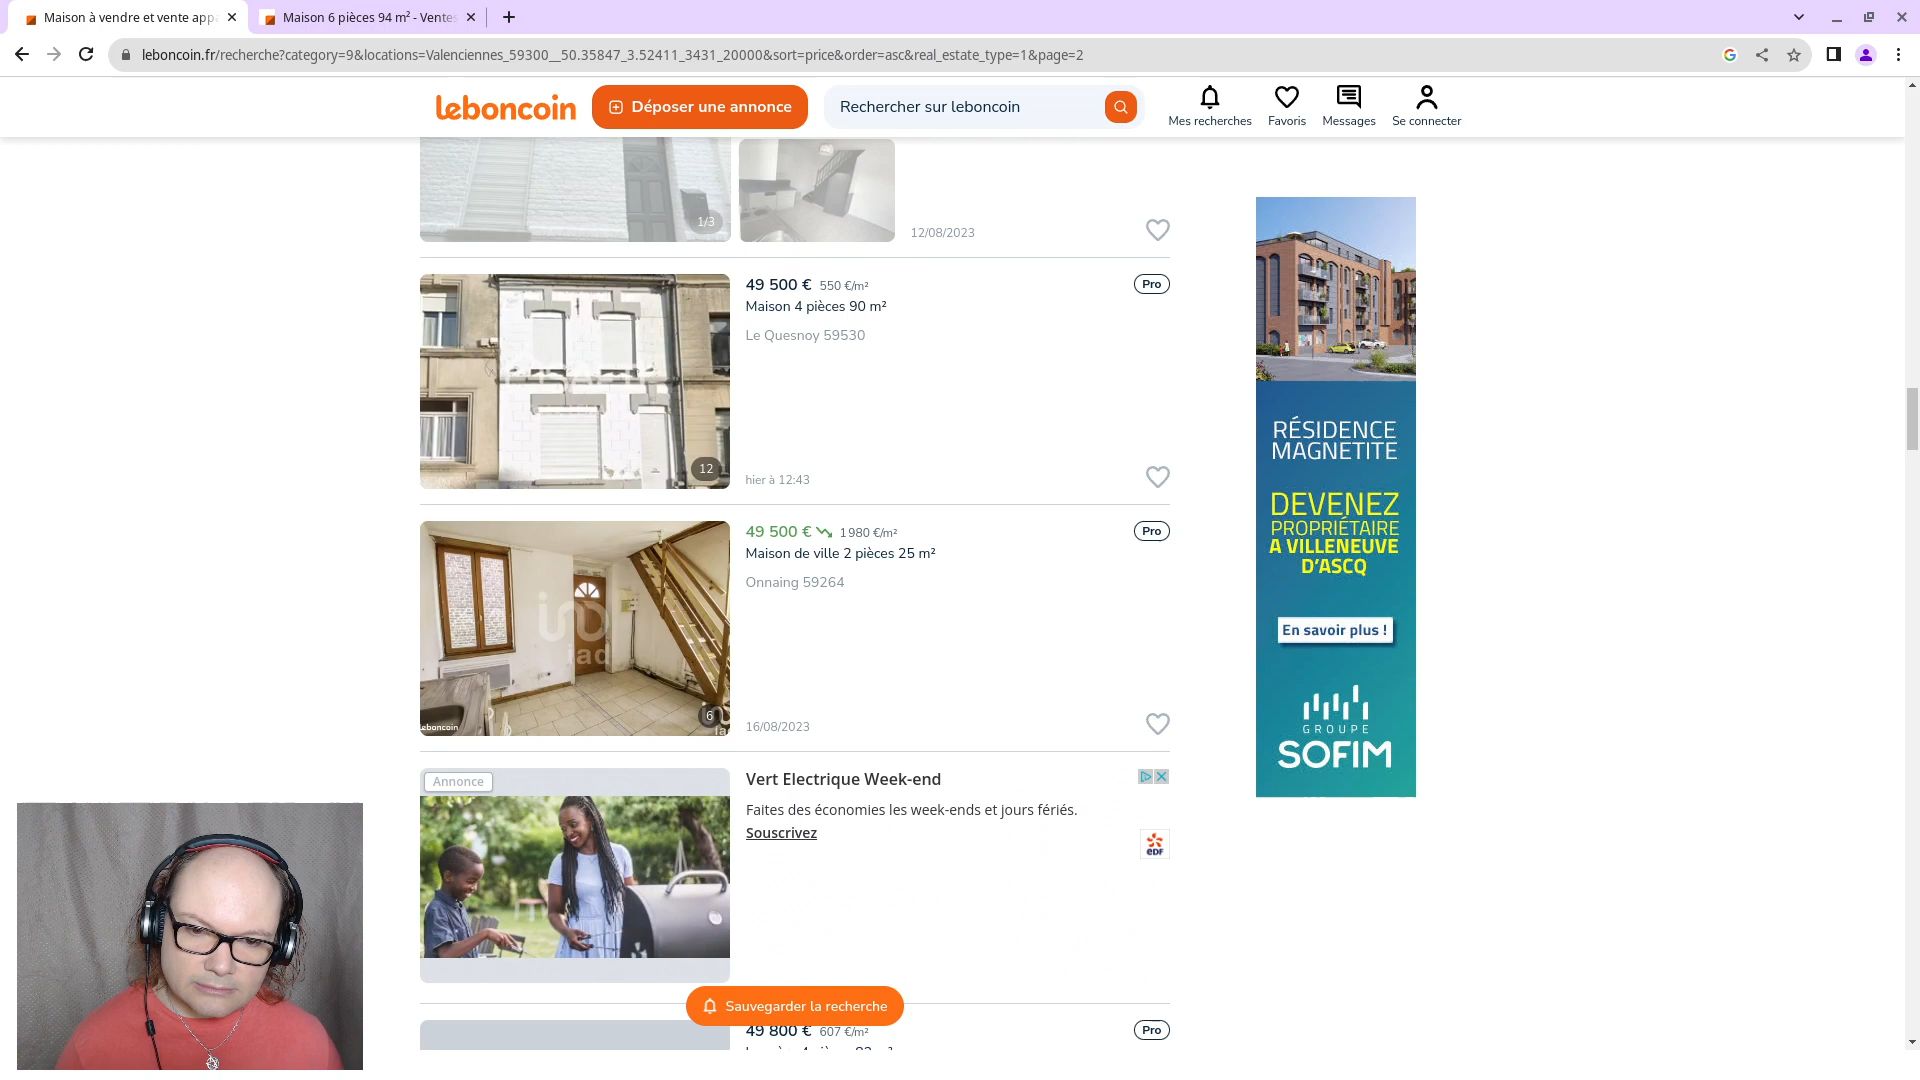 Maison à vendre et vente app
Maison 6 pièces 94 m² - Ventes
leboncoin.fr/recherche?category=9&locations=Valenciennes_59300__50.35847_3.52411_3431_20000&sort=price&order=asc&real_estate_type=1&page=2
leboncoin
Déposer une annonce
Rechercher sur leboncoin
Mes recherches
Favoris
Messages
Se connecter
1/3
12/08/2023
49 500 € 550 €/m²
Pro
Maison 4 pièces 90 m²
Le Quesnoy 59530
12
hier à 12:43
49 500 € 1 980 €/m²
Pro
Maison de ville 2 pièces 25 m²
Onnaing 59264
iad
leboncoin
6
16/08/2023
Annonce
Vert Electrique Week-end
Faites des économies les week-ends et jours fériés.
Souscrivez
eDF
Sauvegarder la recherche
49 800 € 607 €/m²
Pro
RÉSIDENCE
MAGNETITE
DEVENEZ
PROPRIÉTAIRE
A VILLENEUVE
D'ASCQ
En savoir plus !
GROUPE
SOFIM